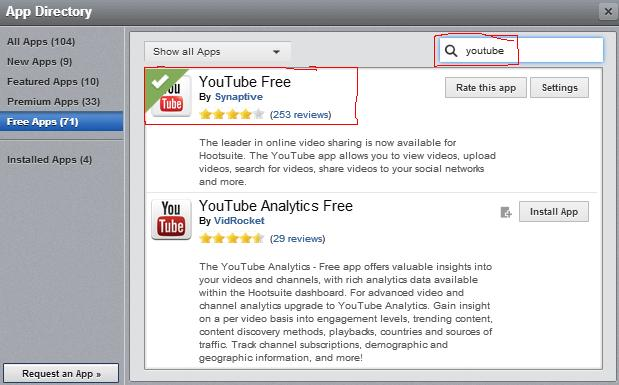 App Directory
All Apps (104)
New Apps (9)
Featured Apps (10)
Premium Apps (33)
Free Apps (71)
Installed Apps (4)
Request an App »
Show all Apps
youtube
You
Tube
YouTube Free
By Synaptive
(253 reviews)
Rate this app
Settings
The leader in online video sharing is now available for
Hootsuite. The YouTube app allows you to view videos, upload
videos, search for videos, share videos to your social networks
and more.
You
Tube
YouTube Analytics Free
By VidRocket
(29 reviews)
Install App
The YouTube Analytics - Free app offers valuable insights into
your videos and channels, with rich analytics data available
within the Hootsuite dashboard. For advanced video and
channel analytics upgrade to YouTube Analytics. Gain insight
on a per video basis into engagement levels, trending content,
content discovery methods, playbacks, countries and sources of
traffic. Track channel subscriptions, demographic and
geographic information, and more!